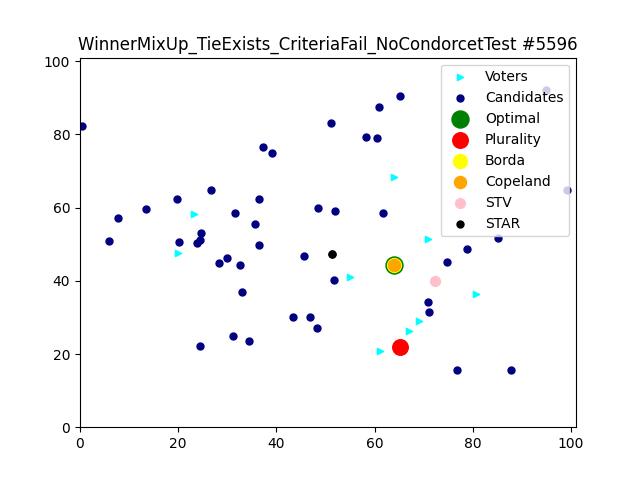 WinnerMixUp_TieExists_CriteriaFail_NoCondorcetTest #5596
100
80
60
40
20
0
0
20
40
60
80
100
Voters
Candidates
Optimal
Plurality
Borda
Copeland
STV
STAR